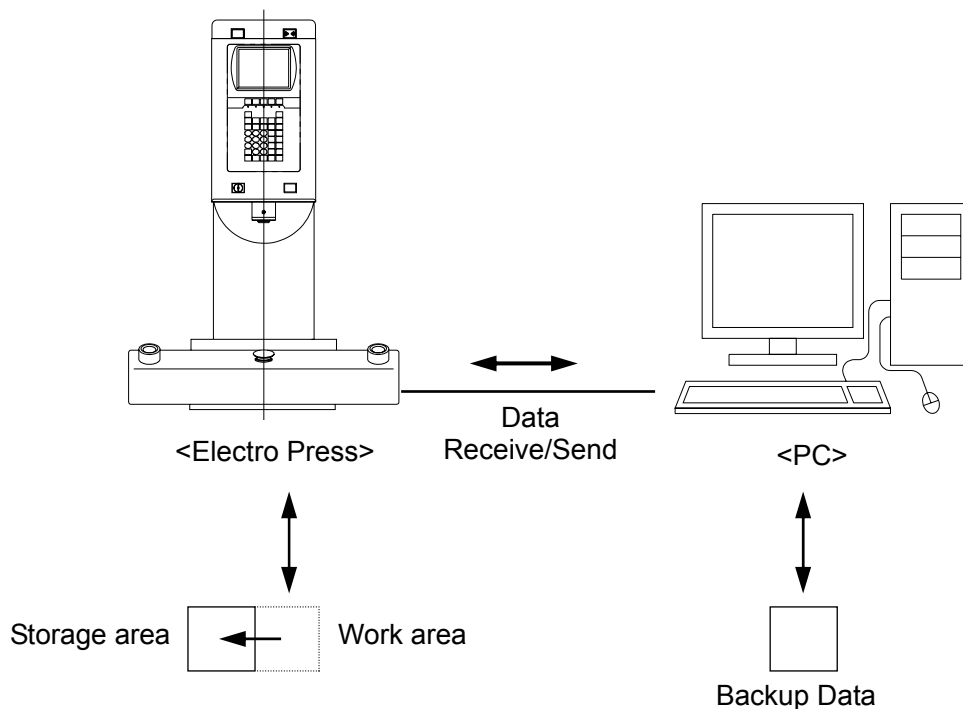 <Electro Press>
Data
Receive/Send
<PC>
Storage area
Work area
Backup Data